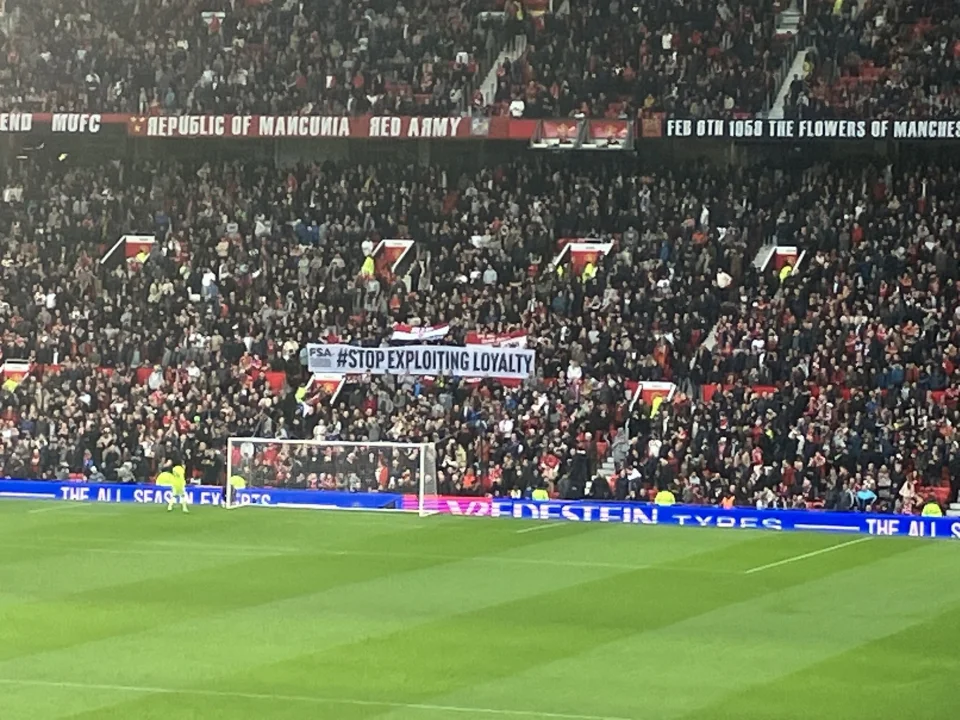 END MUFC
REPUBLIC OF MANCUNIA RED ARMY
FEB 6TH 1958 THE FLOWERS OF MANCHES
FSA #STOP EXPLOITING LOYALTY
THE ALL SEASON EXPERTS
VREDESTEIN TYRES
THE ALL S